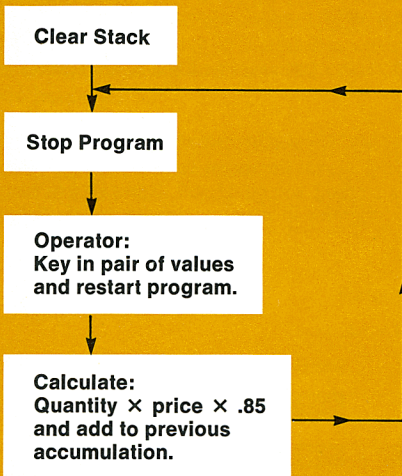 Clear Stack
Stop Program
Operator:
Key in pair of values
and restart program.
Calculate:
Quantity × price × .85
and add to previous
accumulation.